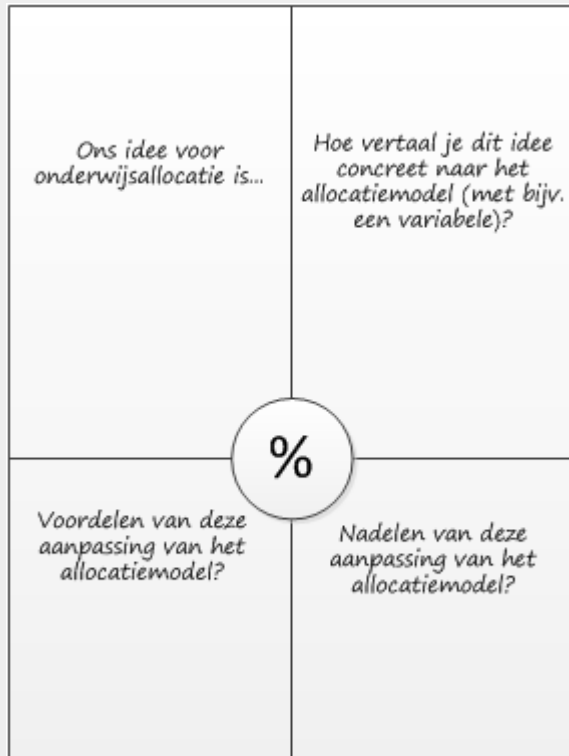 Ons idee voor
onderwijsallocatie is...
Hoe vertaal je dit idee
concreet naar het
allocatiemodel (met bijv.
een variabele)?
%
Voordelen van deze
aanpassing van het
allocatiemodel?
Nadelen van deze
aanpassing van het
allocatiemodel?